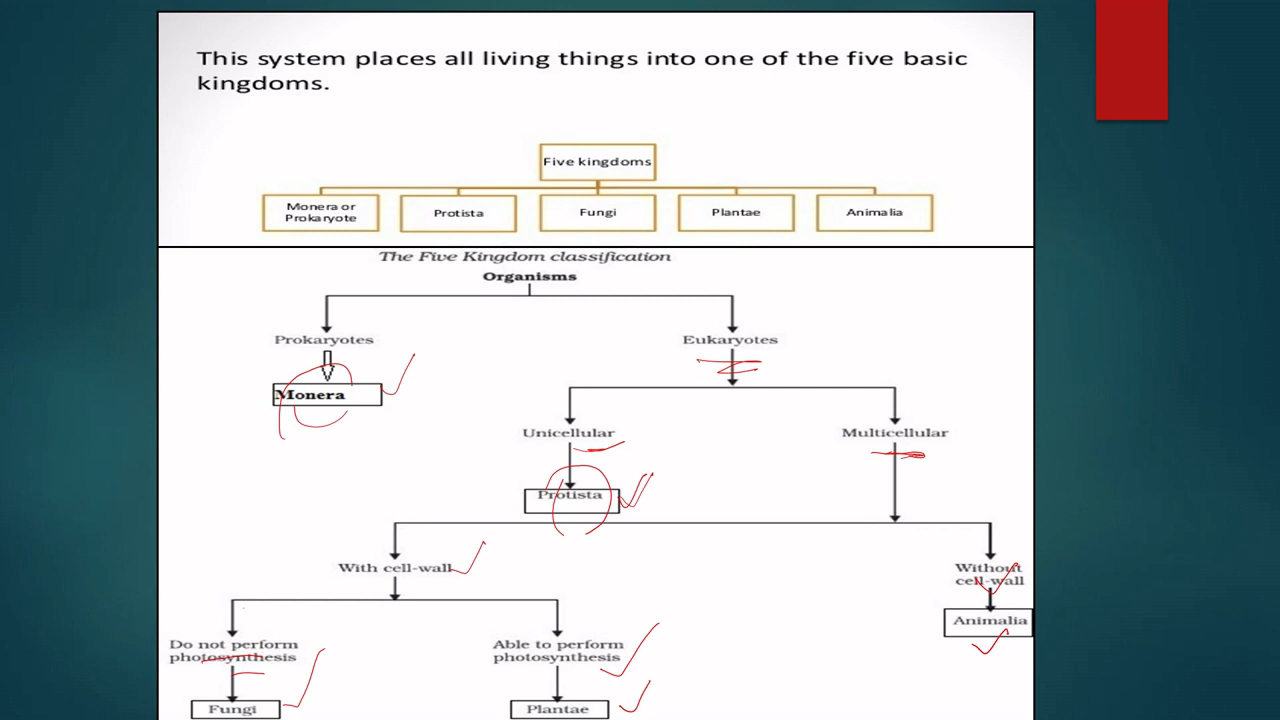 This system places all living things into one of the five basic
kingdoms.
Five kingdoms
Monera or
Prokaryote
Protista
Fungi
Plantae
Animalia
The Five Kingdom classification
Organisms
Prokaryotes
Eukaryotes
Monera
Unicellular
Multicellular
Protista
With cell-wall
Without
cell-wall
Animalia
Do not perform
photosynthesis
Able to perform
photosynthesis
Fungi
Plantae